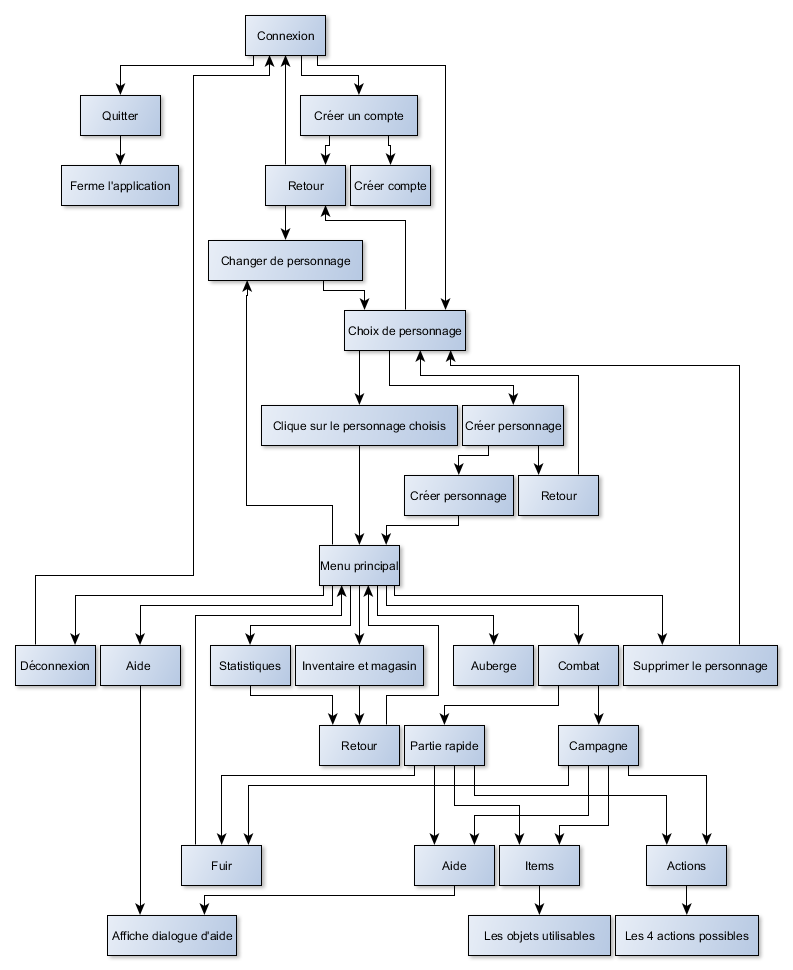 Connexion
Quitter
Créer un compte
Ferme l'application
Retour
Créer compte
Changer de personnage
Choix de personnage
Clique sur le personnage choisis
Créer personnage
Créer personnage
Retour
Menu principal
Déconnexion
Aide
Statistiques
Inventaire et magasin
Auberge
Combat
Supprimer le personnage
Retour
Partie rapide
Campagne
Fuir
Aide
Items
Actions
Affiche dialogue d'aide
Les objets utilisables
Les 4 actions possibles